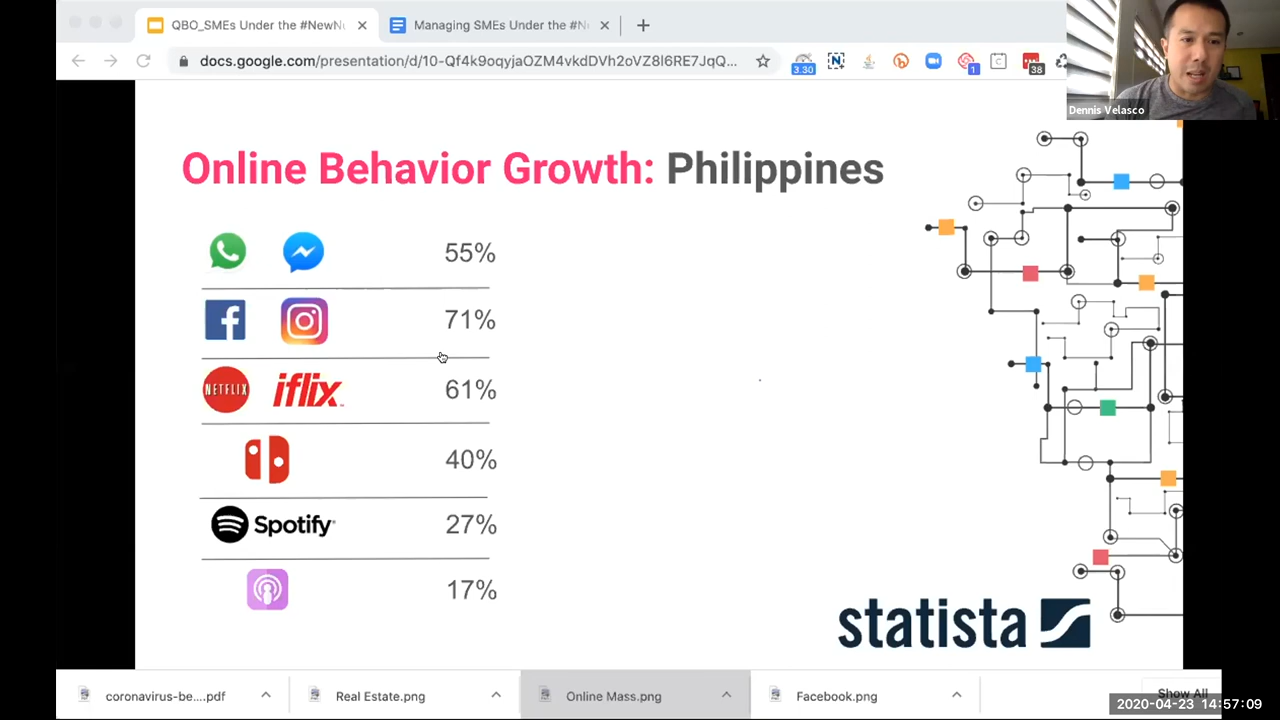 QBO_SMEs Under the #NewNu
Managing SMEs Under the #Ne
docs.google.com/presentation/d/10-Qf4k9oqyjaOZM4vkdDVh2oVZ8l6RE7JqQ...
3.30
N
1
C
38
Dennis Velasco
Online Behavior Growth: Philippines
55%
f
71%
NETFLIX
iflix
61%
40%
Spotify
27%
17%
statista
coronavirus-be....pdf
Real Estate.png
Online Mass.png
Facebook.png
Show All
2020-04-23 14:57:09